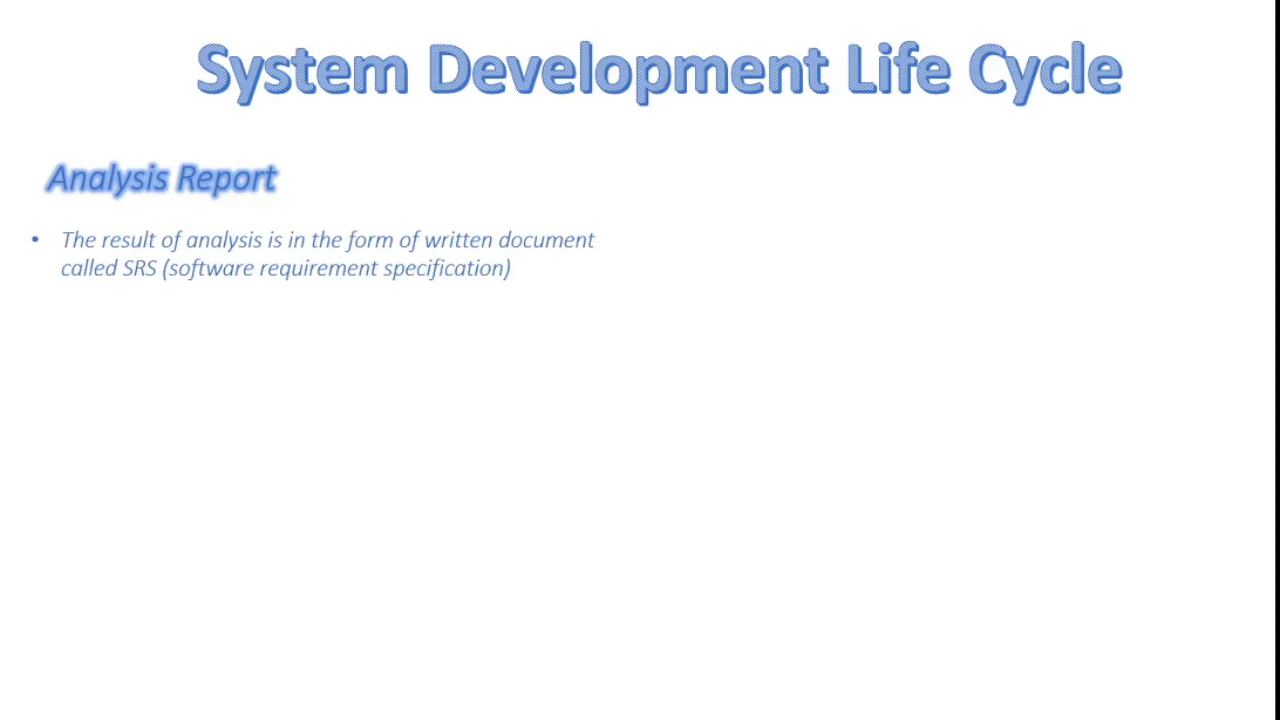 System Development Life Cycle
Analysis Report
• The result of analysis is in the form of written document
called SRS (software requirement specification)